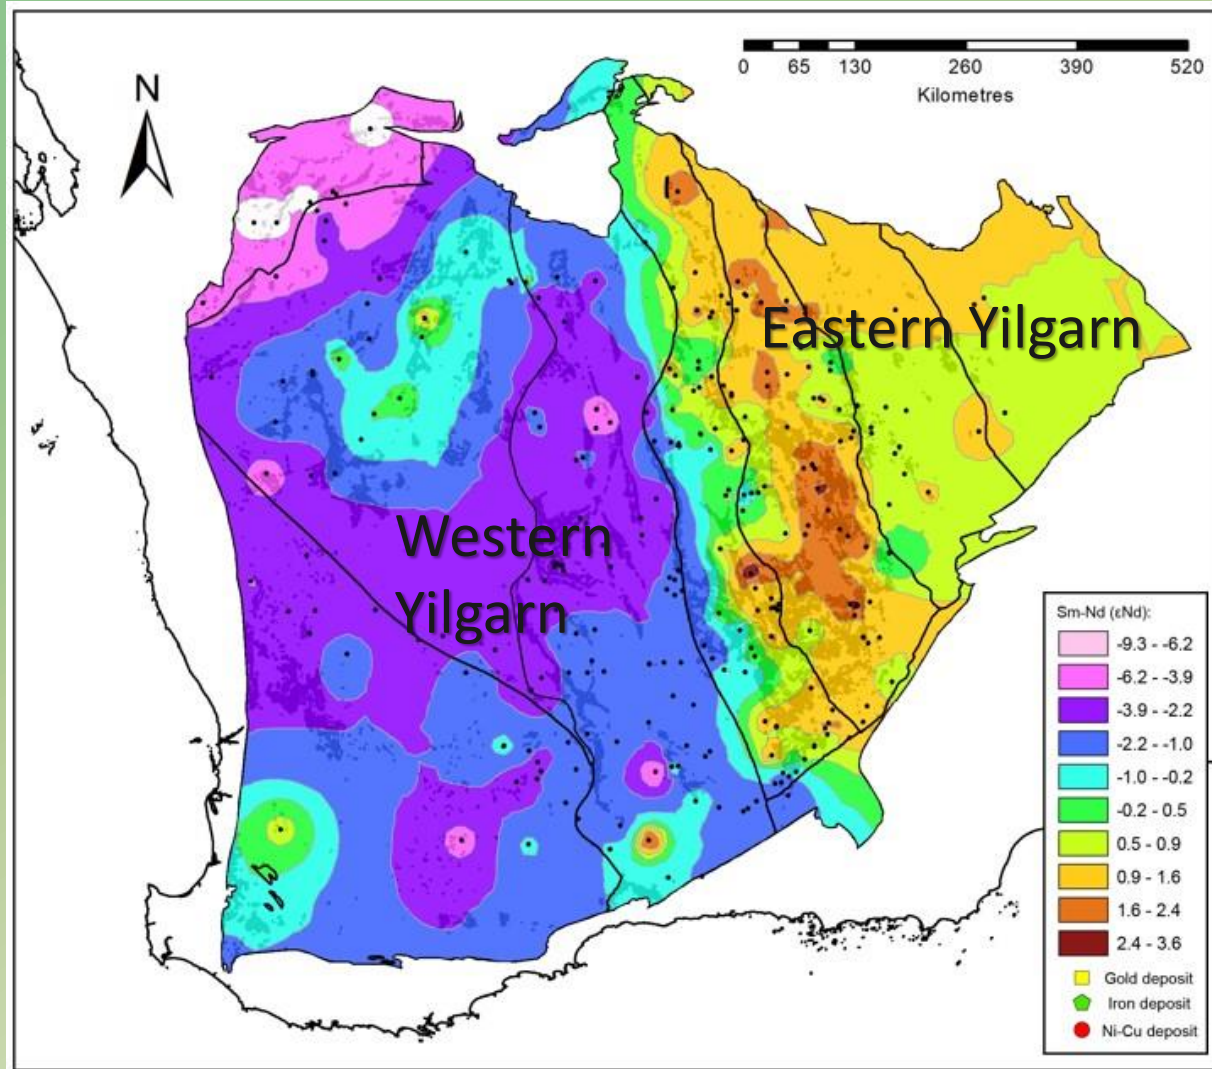 N
0 65 130 260 390 520
Kilometres
Eastern Yilgarn
Western
Yilgarn
Sm-Nd (εNd):
-9.3 - -6.2
-6.2 - -3.9
-3.9 - -2.2
-2.2 - -1.0
-1.0 - -0.2
-0.2 - 0.5
0.5 - 0.9
0.9 - 1.6
1.6 - 2.4
2.4 - 3.6
Gold deposit
Iron deposit
Ni-Cu deposit